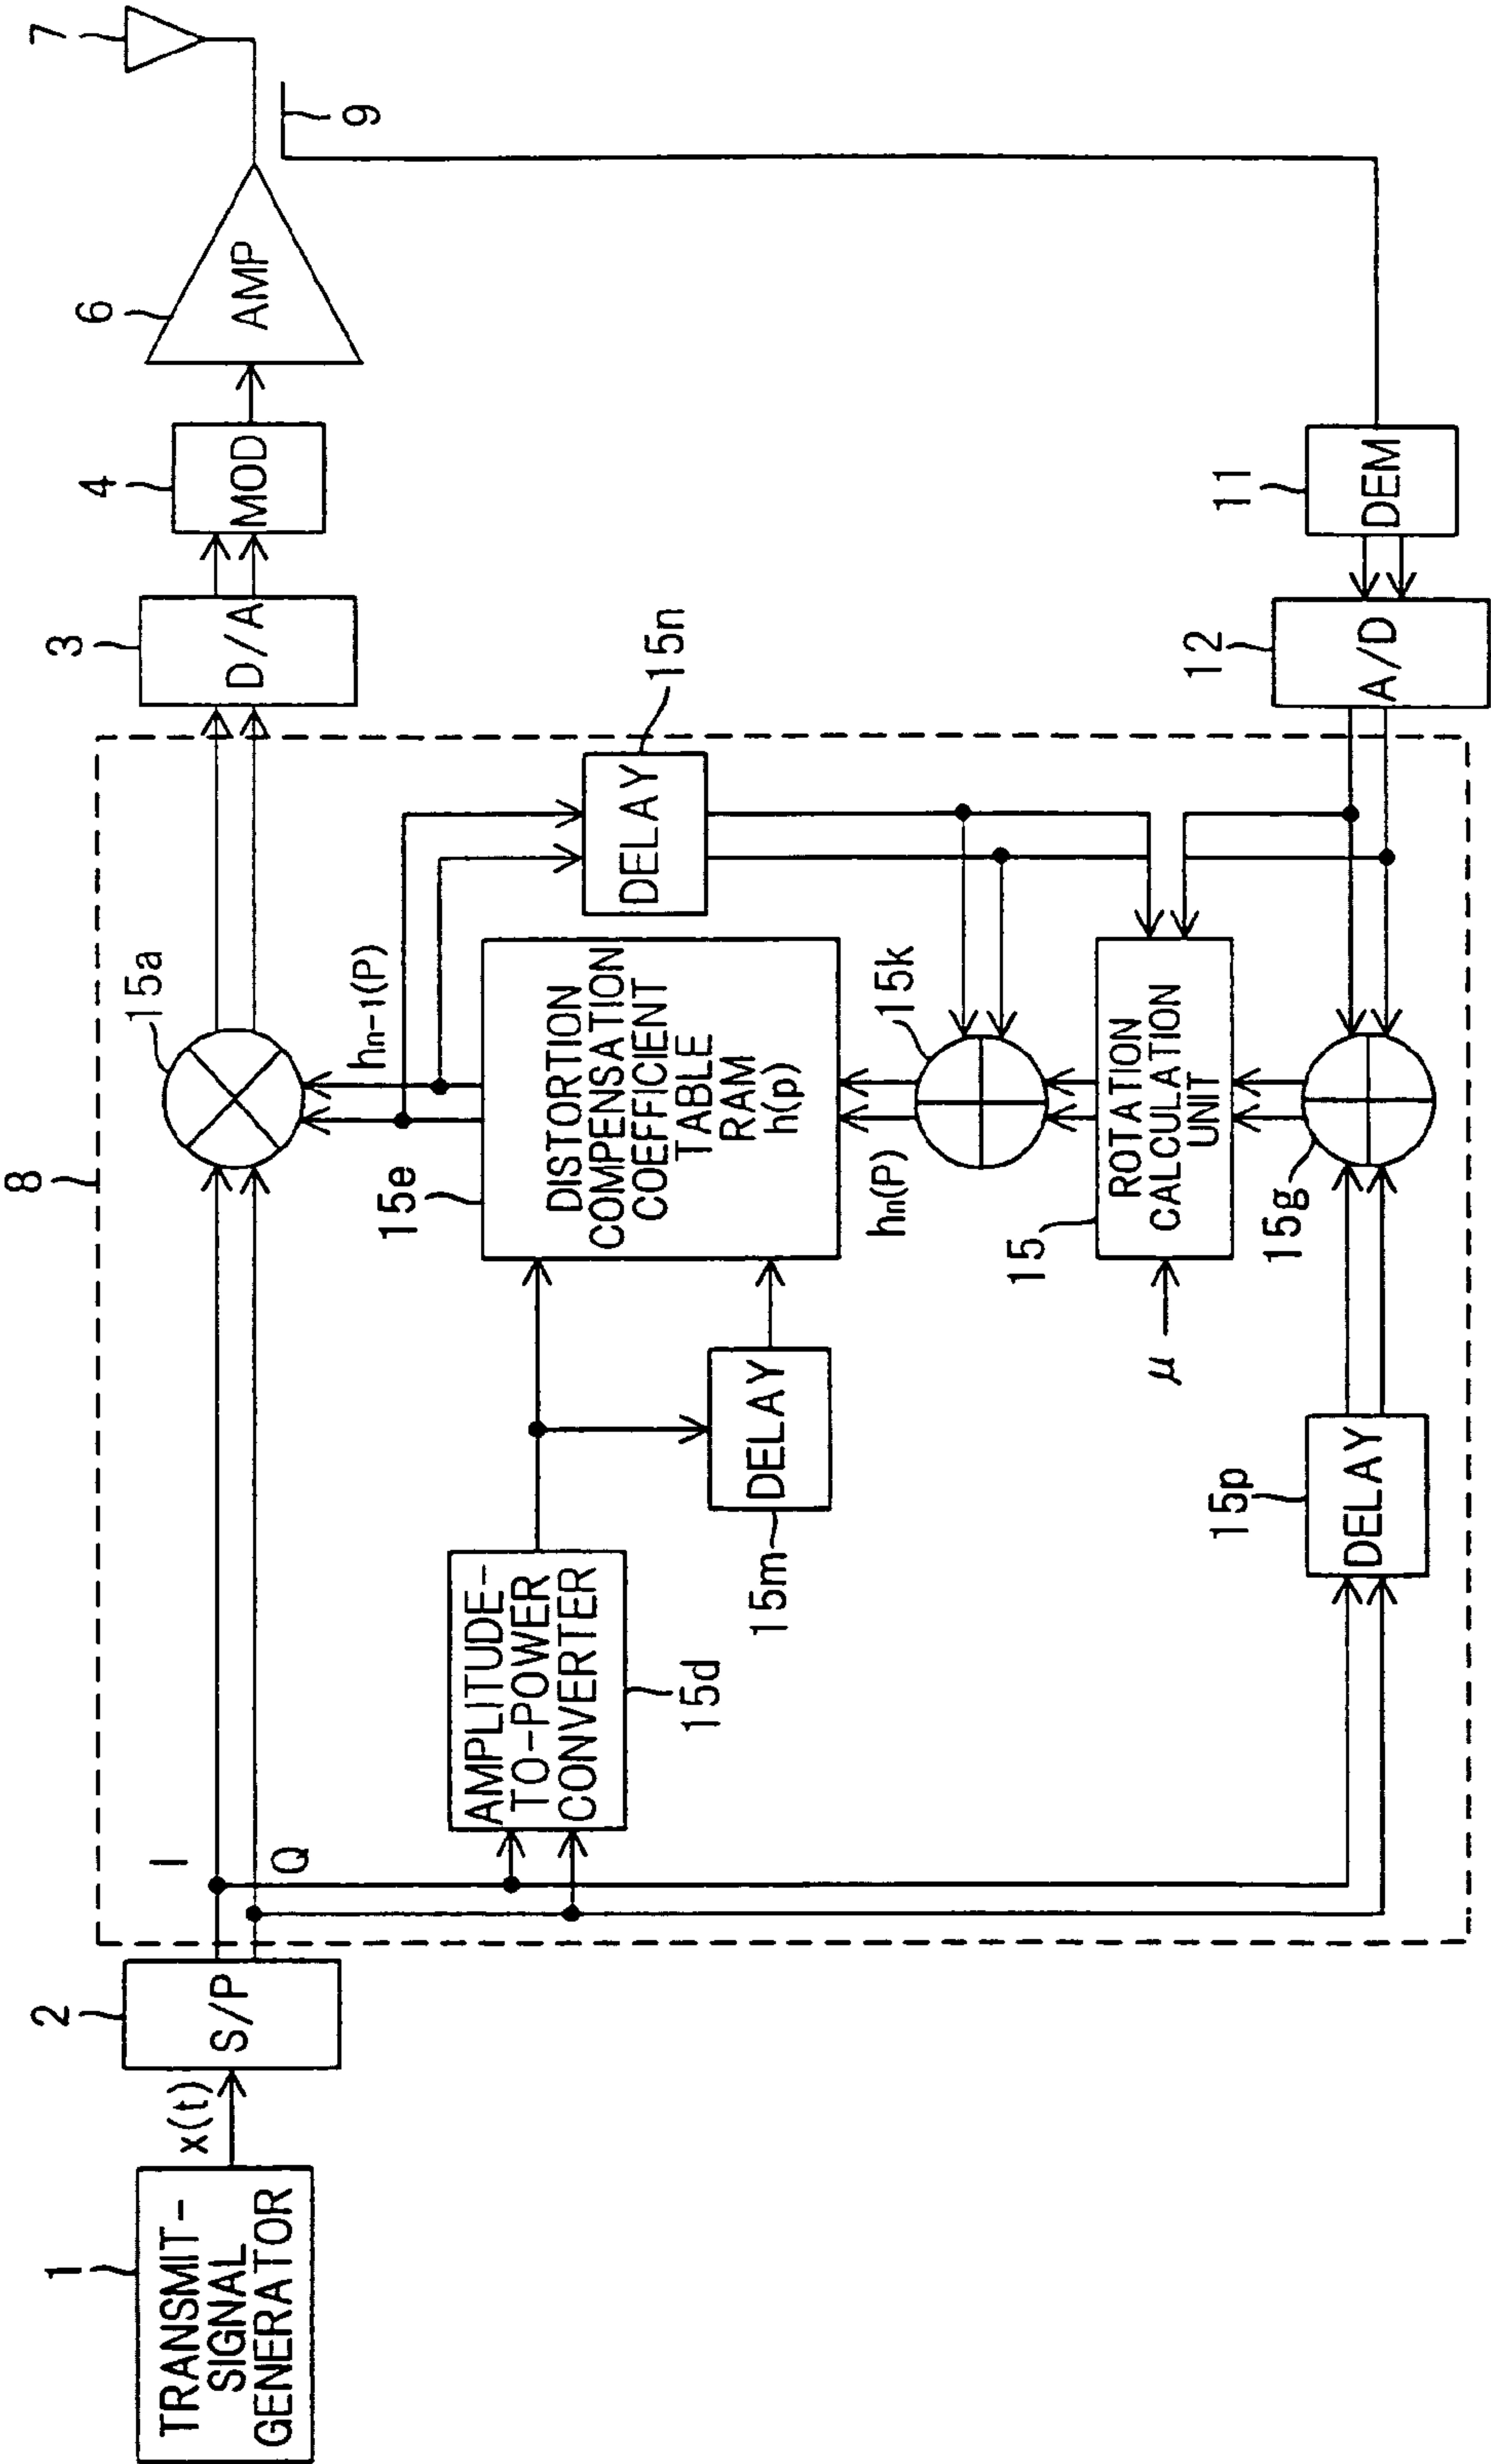 1
TRANSMIT-
SIGNAL
GENERATOR
x(t)
2
S/P
I
Q
8
15a
3
D/A
4
MOD
6
AMP
7
9
AMPLITUDE-
TO-POWER
CONVERTER
15d
15m
DELAY
15e
hn-1(P)
DISTORTION
COMPENSATION
COEFFICIENT
TABLE
RAM
h(p)
15n
DELAY
hn(P)
15k
μ
15
ROTATION
CALCULATION
UNIT
15p
DELAY
15g
12
A/D
11
DEM